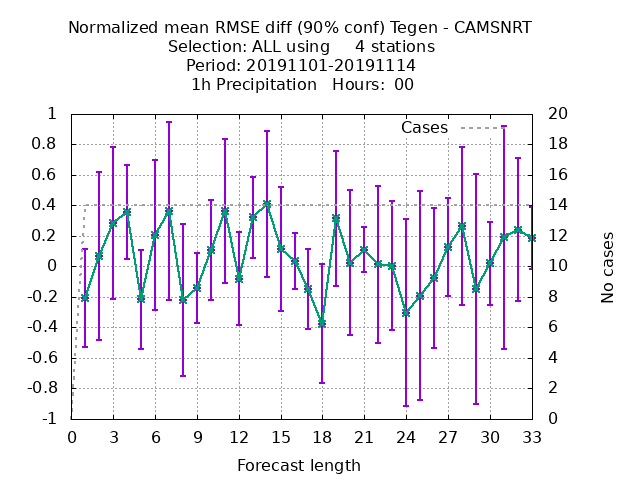 Normalized mean RMSE diff (90% conf) Tegen - CAMSNRT
Selection: ALL using     4 stations
Period: 20191101-20191114
1h Precipitation   Hours:  00
Cases
1
0.8
0.6
0.4
0.2
0
-0.2
-0.4
-0.6
-0.8
-1
20
18
16
14
12
10
8
6
4
2
0
No cases
0 3 6 9 12 15 18 21 24 27 30 33
Forecast length